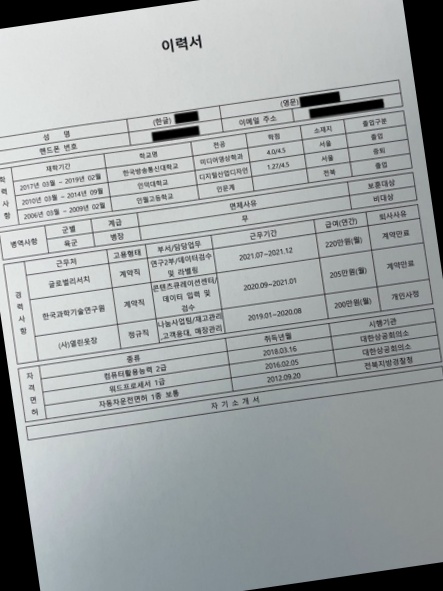 이력서
성 명 (한글) (영문)
핸드폰 번호 이메일 주소
학력사항
재학기간 학교명 전공 학점 소재지 졸업구분
2017년 03월 ~ 2019년 02월 한국방송통신대학교 미디어영상학과 4.0/4.5 서울 졸업
2010년 03월 ~ 2014년 09월 인덕대학교 디지털산업디자인 1.27/4.5 서울 중퇴
2006년 03월 ~ 2009년 02월 인월고등학교 인문계 전북 졸업
병역사항 군별 계급 면제사유 보훈대상
육군 병장 무 비대상
경력사항
근무처 고용형태 부서/담당업무 근무기간 급여(연간) 퇴사사유
글로벌리서치 계약직 연구2부/데이터검수 및 라벨링 2021.07~2021.12 220만원(월) 계약만료
한국과학기술연구원 계약직 콘텐츠큐레이션센터/데이터 입력 및 검수 2020.09~2021.01 205만원(월) 계약만료
(사)열린옷장 정규직 나눔사업팀/재고관리 고객응대, 매장관리 2019.01~2020.08 200만원(월) 개인사정
자격면허
종류 취득년월 시행기관
컴퓨터활용능력 2급 2018.03.16 대한상공회의소
워드프로세서 1급 2016.02.05 대한상공회의소
자동차운전면허 1종 보통 2012.09.20 전북지방경찰청
자 기 소 개 서